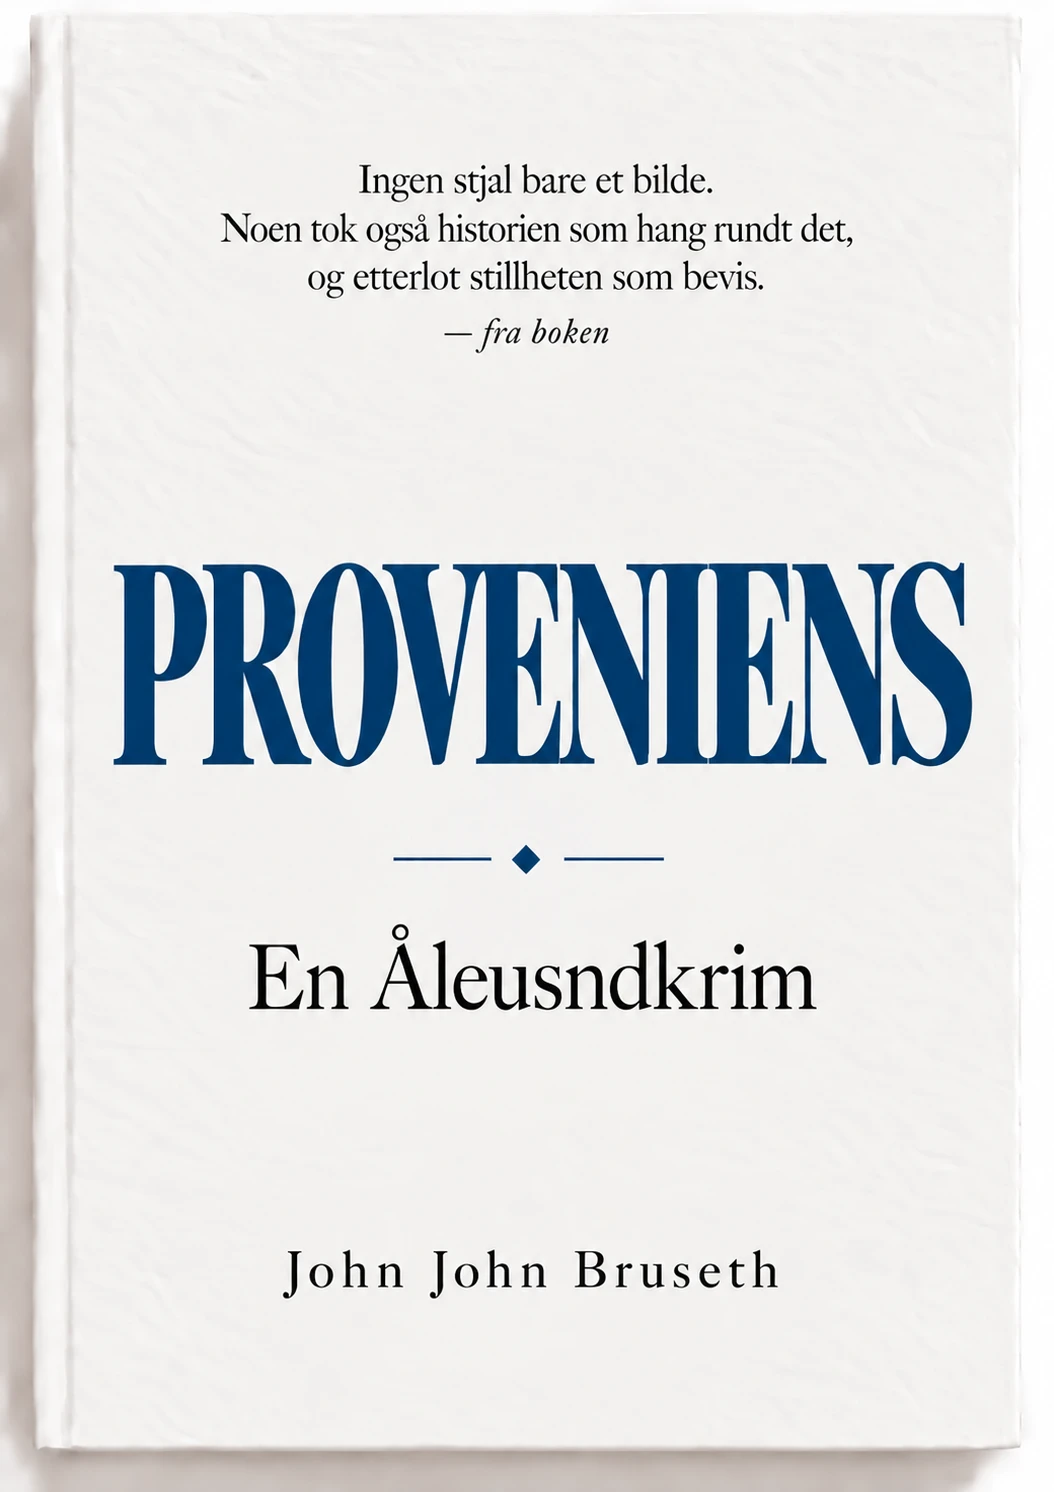 Ingen stjal bare et bilde.
Noen tok også historien som hang rundt det,
og etterlot stillheten som bevis.
— fra boken
PROVENIENS
En Åleusndkrim
John John Bruseth